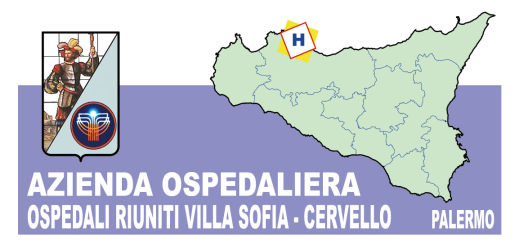 H
AZIENDA OSPEDALIERA
OSPEDALI RIUNITI VILLA SOFIA - CERVELLO PALERMO